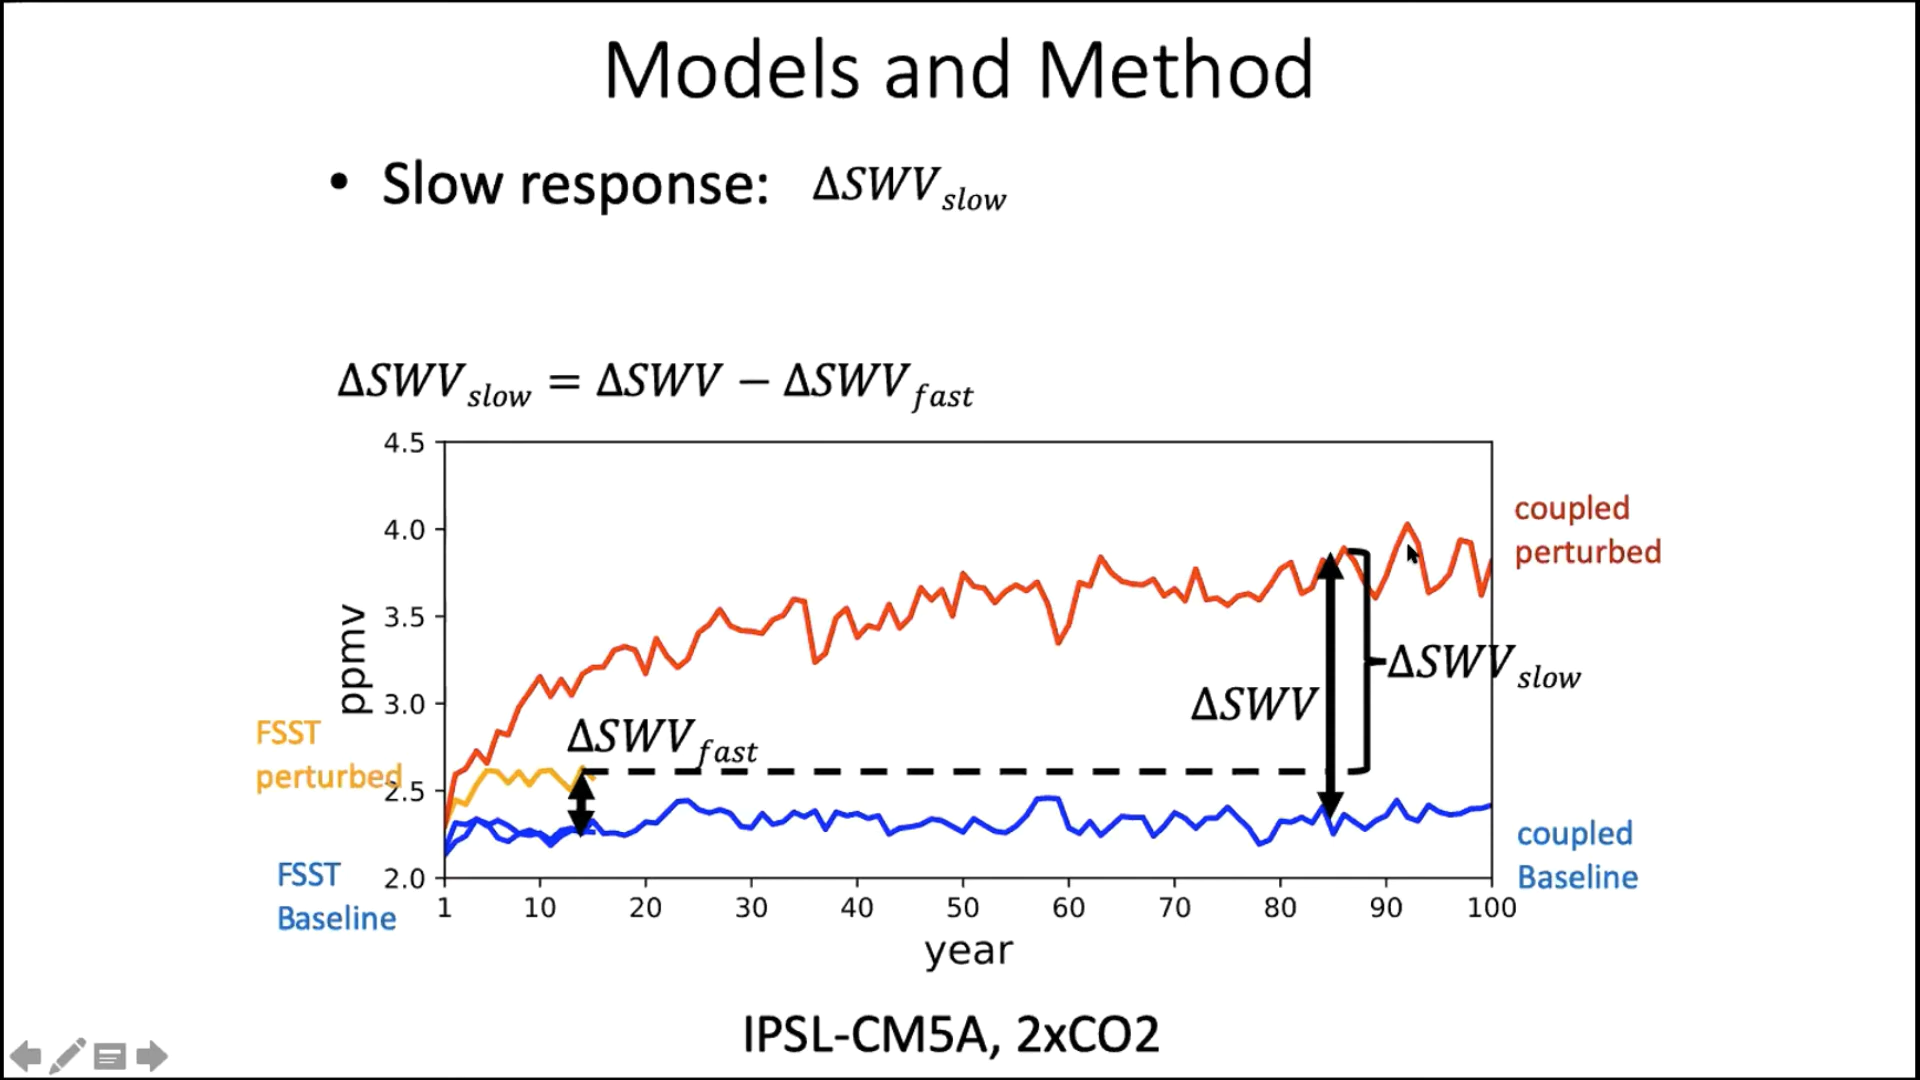 Models and Method
• Slow response: ΔSWV_slow
ΔSWV_slow = ΔSWV − ΔSWV_fast
4.5
4.0
3.5
3.0
2.5
2.0
ppmv
coupled
perturbed
ΔSWV_slow
ΔSWV
ΔSWV_fast
FSST
perturbed
FSST
Baseline
coupled
Baseline
1 10 20 30 40 50 60 70 80 90 100
year
IPSL-CM5A, 2xCO2